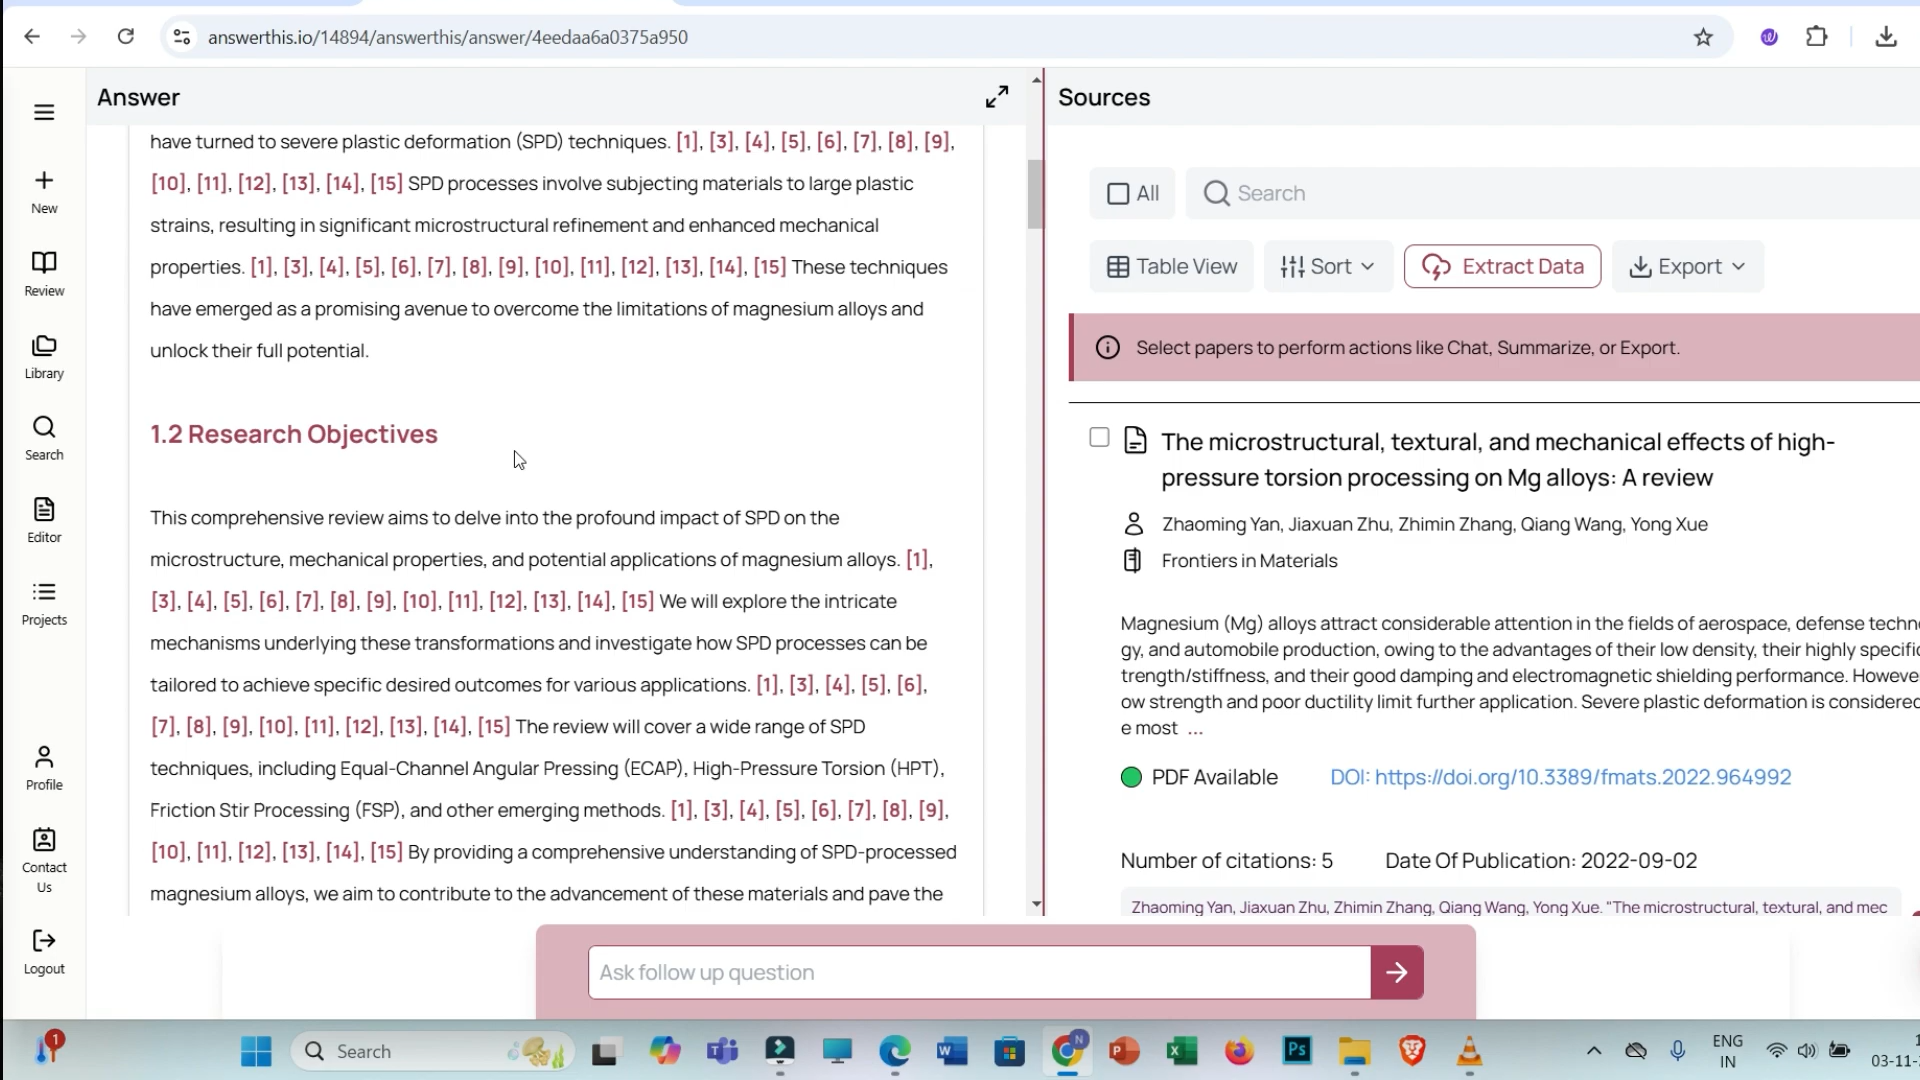 answerthis.io/14894/answerthis/answer/4eedaa6a0375a950
New
Review
Library
Search
Editor
Projects
Profile
Contact
Us
Logout
Answer
have turned to severe plastic deformation (SPD) techniques. [1], [3], [4], [5], [6], [7], [8], [9],
[10], [11], [12], [13], [14], [15] SPD processes involve subjecting materials to large plastic
strains, resulting in significant microstructural refinement and enhanced mechanical
properties. [1], [3], [4], [5], [6], [7], [8], [9], [10], [11], [12], [13], [14], [15] These techniques
have emerged as a promising avenue to overcome the limitations of magnesium alloys and
unlock their full potential.
1.2 Research Objectives
This comprehensive review aims to delve into the profound impact of SPD on the
microstructure, mechanical properties, and potential applications of magnesium alloys. [1],
[3], [4], [5], [6], [7], [8], [9], [10], [11], [12], [13], [14], [15] We will explore the intricate
mechanisms underlying these transformations and investigate how SPD processes can be
tailored to achieve specific desired outcomes for various applications. [1], [3], [4], [5], [6],
[7], [8], [9], [10], [11], [12], [13], [14], [15] The review will cover a wide range of SPD
techniques, including Equal-Channel Angular Pressing (ECAP), High-Pressure Torsion (HPT),
Friction Stir Processing (FSP), and other emerging methods. [1], [3], [4], [5], [6], [7], [8], [9],
[10], [11], [12], [13], [14], [15] By providing a comprehensive understanding of SPD-processed
magnesium alloys, we aim to contribute to the advancement of these materials and pave the
Sources
All
Search
Table View
Sort
Extract Data
Export
Select papers to perform actions like Chat, Summarize, or Export.
The microstructural, textural, and mechanical effects of high-
pressure torsion processing on Mg alloys: A review
Zhaoming Yan, Jiaxuan Zhu, Zhimin Zhang, Qiang Wang, Yong Xue
Frontiers in Materials
Magnesium (Mg) alloys attract considerable attention in the fields of aerospace, defense techn
gy, and automobile production, owing to the advantages of their low density, their highly specifi
trength/stiffness, and their good damping and electromagnetic shielding performance. Howeve
ow strength and poor ductility limit further application. Severe plastic deformation is considered
e most ...
PDF Available
DOI: https://doi.org/10.3389/fmats.2022.964992
Number of citations: 5
Date Of Publication: 2022-09-02
Zhaoming Yan, Jiaxuan Zhu, Zhimin Zhang, Qiang Wang, Yong Xue. "The microstructural, textural, and mec
Ask follow up question
1
Search
N
Ps
ENG
IN
03-11-